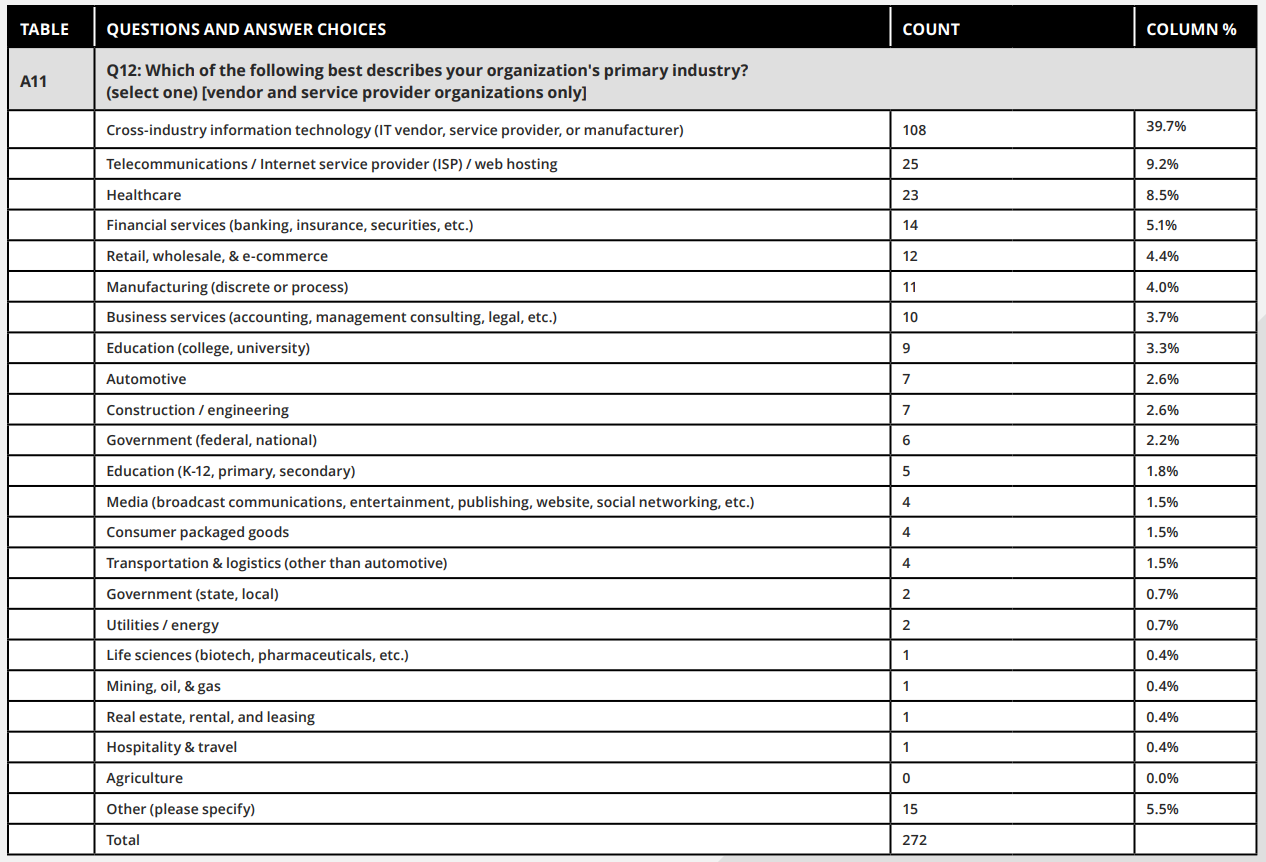 TABLE QUESTIONS AND ANSWER CHOICES COUNT COLUMN %
A11 Q12: Which of the following best describes your organization's primary industry?
(select one) [vendor and service provider organizations only]
Cross-industry information technology (IT vendor, service provider, or manufacturer) 108 39.7%
Telecommunications / Internet service provider (ISP) / web hosting 25 9.2%
Healthcare 23 8.5%
Financial services (banking, insurance, securities, etc.) 14 5.1%
Retail, wholesale, & e-commerce 12 4.4%
Manufacturing (discrete or process) 11 4.0%
Business services (accounting, management consulting, legal, etc.) 10 3.7%
Education (college, university) 9 3.3%
Automotive 7 2.6%
Construction / engineering 7 2.6%
Government (federal, national) 6 2.2%
Education (K-12, primary, secondary) 5 1.8%
Media (broadcast communications, entertainment, publishing, website, social networking, etc.) 4 1.5%
Consumer packaged goods 4 1.5%
Transportation & logistics (other than automotive) 4 1.5%
Government (state, local) 2 0.7%
Utilities / energy 2 0.7%
Life sciences (biotech, pharmaceuticals, etc.) 1 0.4%
Mining, oil, & gas 1 0.4%
Real estate, rental, and leasing 1 0.4%
Hospitality & travel 1 0.4%
Agriculture 0 0.0%
Other (please specify) 15 5.5%
Total 272